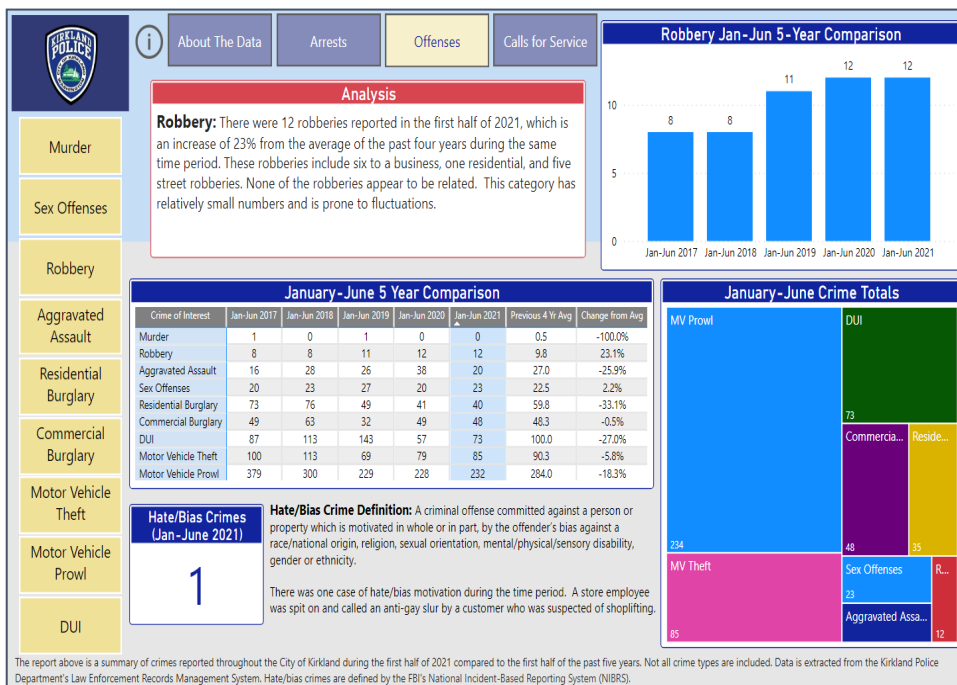 KIRKLAND
POLICE
i
About The Data
Arrests
Offenses
Calls for Service
Murder
Sex Offenses
Robbery
Aggravated
Assault
Residential
Burglary
Commercial
Burglary
Motor Vehicle
Theft
Motor Vehicle
Prowl
DUI
Analysis
Robbery: There were 12 robberies reported in the first half of 2021, which is
an increase of 23% from the average of the past four years during the same
time period. These robberies include six to a business, one residential, and five
street robberies. None of the robberies appear to be related. This category has
relatively small numbers and is prone to fluctuations.
Robbery Jan-Jun 5-Year Comparison
8 8 11 12 12
10
5
0
Jan-Jun 2017 Jan-Jun 2018 Jan-Jun 2019 Jan-Jun 2020 Jan-Jun 2021
January-June 5 Year Comparison
Crime of Interest Jan-Jun 2017 Jan-Jun 2018 Jan-Jun 2019 Jan-Jun 2020 Jan-Jun 2021 Previous 4 Yr Avg Change from Avg
Murder 1 0 1 0 0 0.5 -100.0%
Robbery 8 8 11 12 12 9.8 23.1%
Aggravated Assault 16 28 26 38 20 27.0 -25.9%
Sex Offenses 20 23 27 20 23 22.5 2.2%
Residential Burglary 73 76 49 41 40 59.8 -33.1%
Commercial Burglary 49 63 32 49 48 48.3 -0.5%
DUI 87 113 143 57 73 100.0 -27.0%
Motor Vehicle Theft 100 113 69 79 85 90.3 -5.8%
Motor Vehicle Prowl 379 300 229 228 232 284.0 -18.3%
January-June Crime Totals
MV Prowl
234
MV Theft
85
DUI
73
Commercia...
48
Reside...
35
Sex Offenses
23
Aggravated Assa...
R...
12
Hate/Bias Crimes
(Jan-June 2021)
1
Hate/Bias Crime Definition: A criminal offense committed against a person or
property which is motivated in whole or in part, by the offender's bias against a
race/national origin, religion, sexual orientation, mental/physical/sensory disability,
gender or ethnicity.
There was one case of hate/bias motivation during the time period. A store employee
was spit on and called an anti-gay slur by a customer who was suspected of shoplifting.
The report above is a summary of crimes reported throughout the City of Kirkland during the first half of 2021 compared to the first half of the past five years. Not all crime types are included. Data is extracted from the Kirkland Police
Department's Law Enforcement Records Management System. Hate/bias crimes are defined by the FBI's National Incident-Based Reporting System (NIBRS).